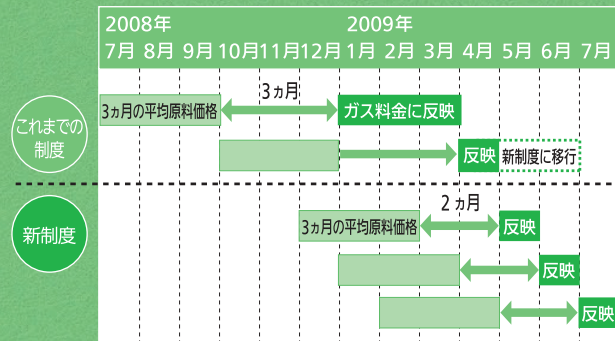 2008年 2009年
7月 8月 9月 10月 11月 12月 1月 2月 3月 4月 5月 6月 7月
これまでの
制度
3ヵ月の平均原料価格
3ヵ月
ガス料金に反映
反映
新制度に移行
新制度
3ヵ月の平均原料価格
2ヵ月
反映
反映
反映